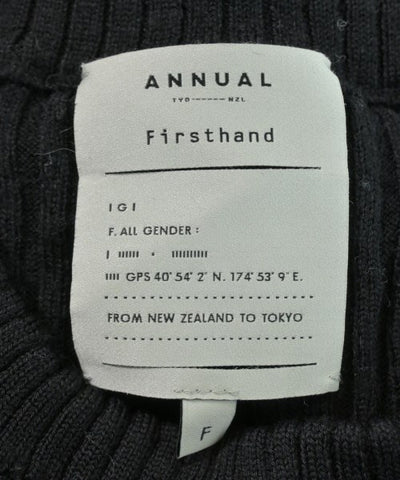 ANNUAL
TYO------NZL
Firsthand
IGI
F. ALL GENDER :
GPS 40° 54' 2" N. 174° 53' 9" E.
FROM NEW ZEALAND TO TOKYO
F